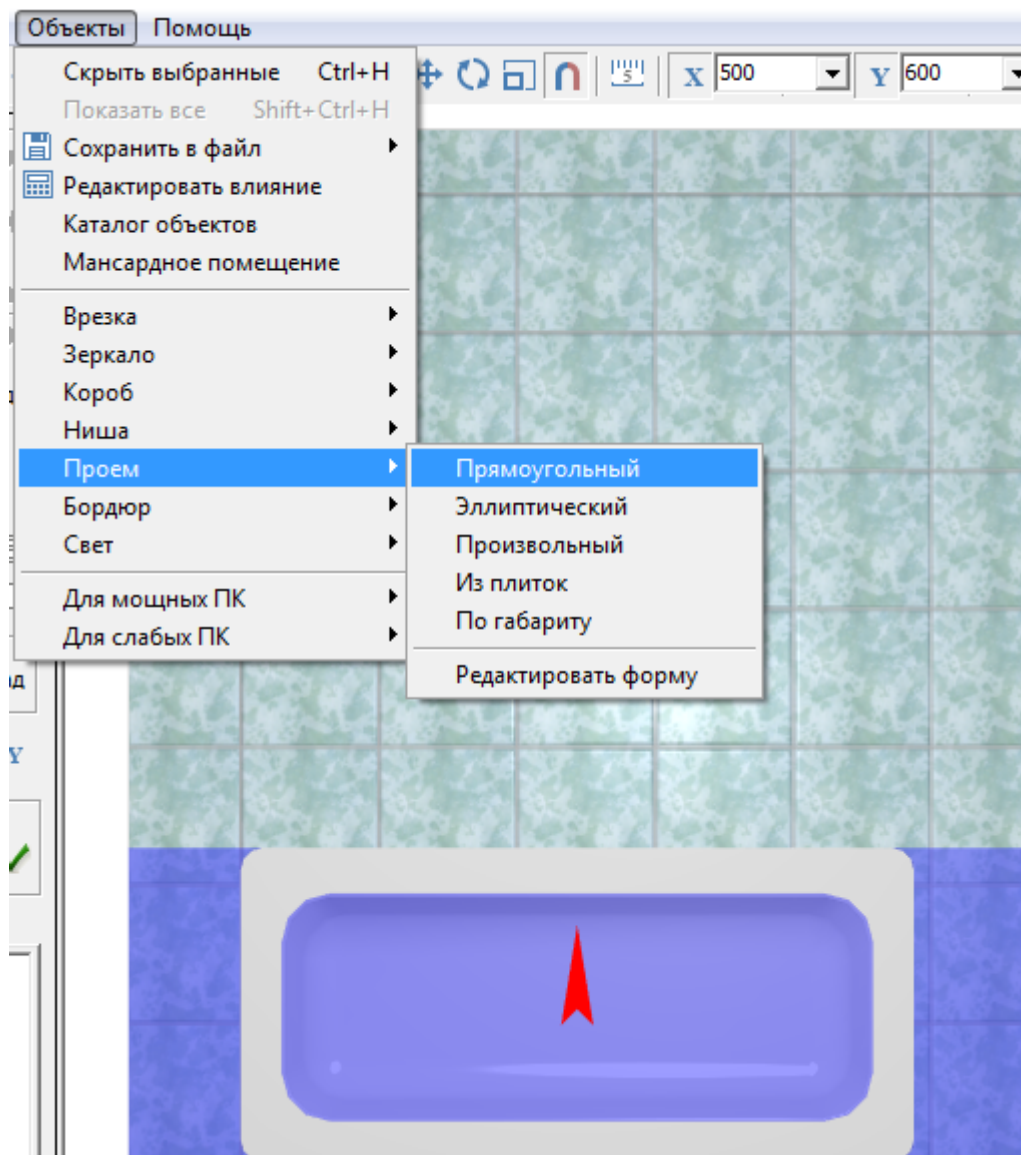 Объекты Помощь
Скрыть выбранные Ctrl+H
5 X 500 Y 600
Показать все Shift+Ctrl+H
Сохранить в файл
Редактировать влияние
Каталог объектов
Мансардное помещение
Врезка
Зеркало
Короб
Ниша
Проем
Прямоугольный
Бордюр
Эллиптический
Свет
Произвольный
Из плиток
Для мощных ПК
По габариту
Для слабых ПК
Редактировать форму
ад
Y